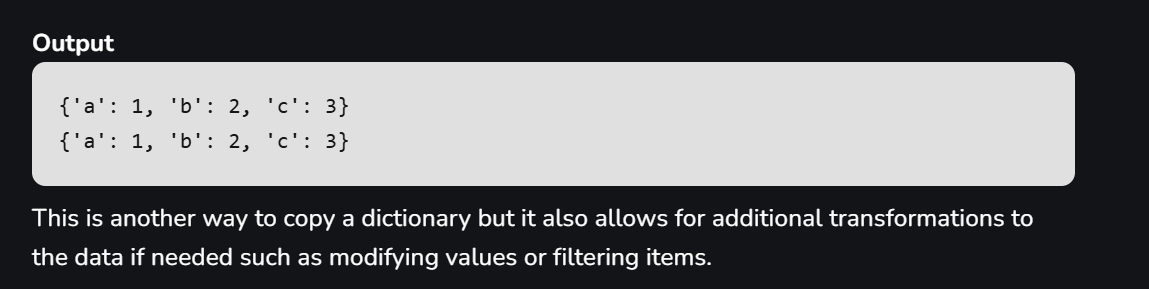 Output
{'a': 1, 'b': 2, 'c': 3}
{'a': 1, 'b': 2, 'c': 3}
This is another way to copy a dictionary but it also allows for additional transformations to
the data if needed such as modifying values or filtering items.